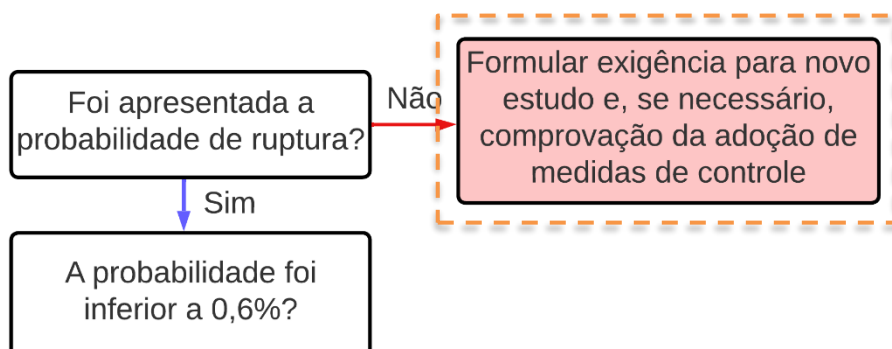 Foi apresentada a
probabilidade de ruptura?
Não
Formular exigência para novo
estudo e, se necessário,
comprovação da adoção de
medidas de controle
Sim
A probabilidade foi
inferior a 0,6%?